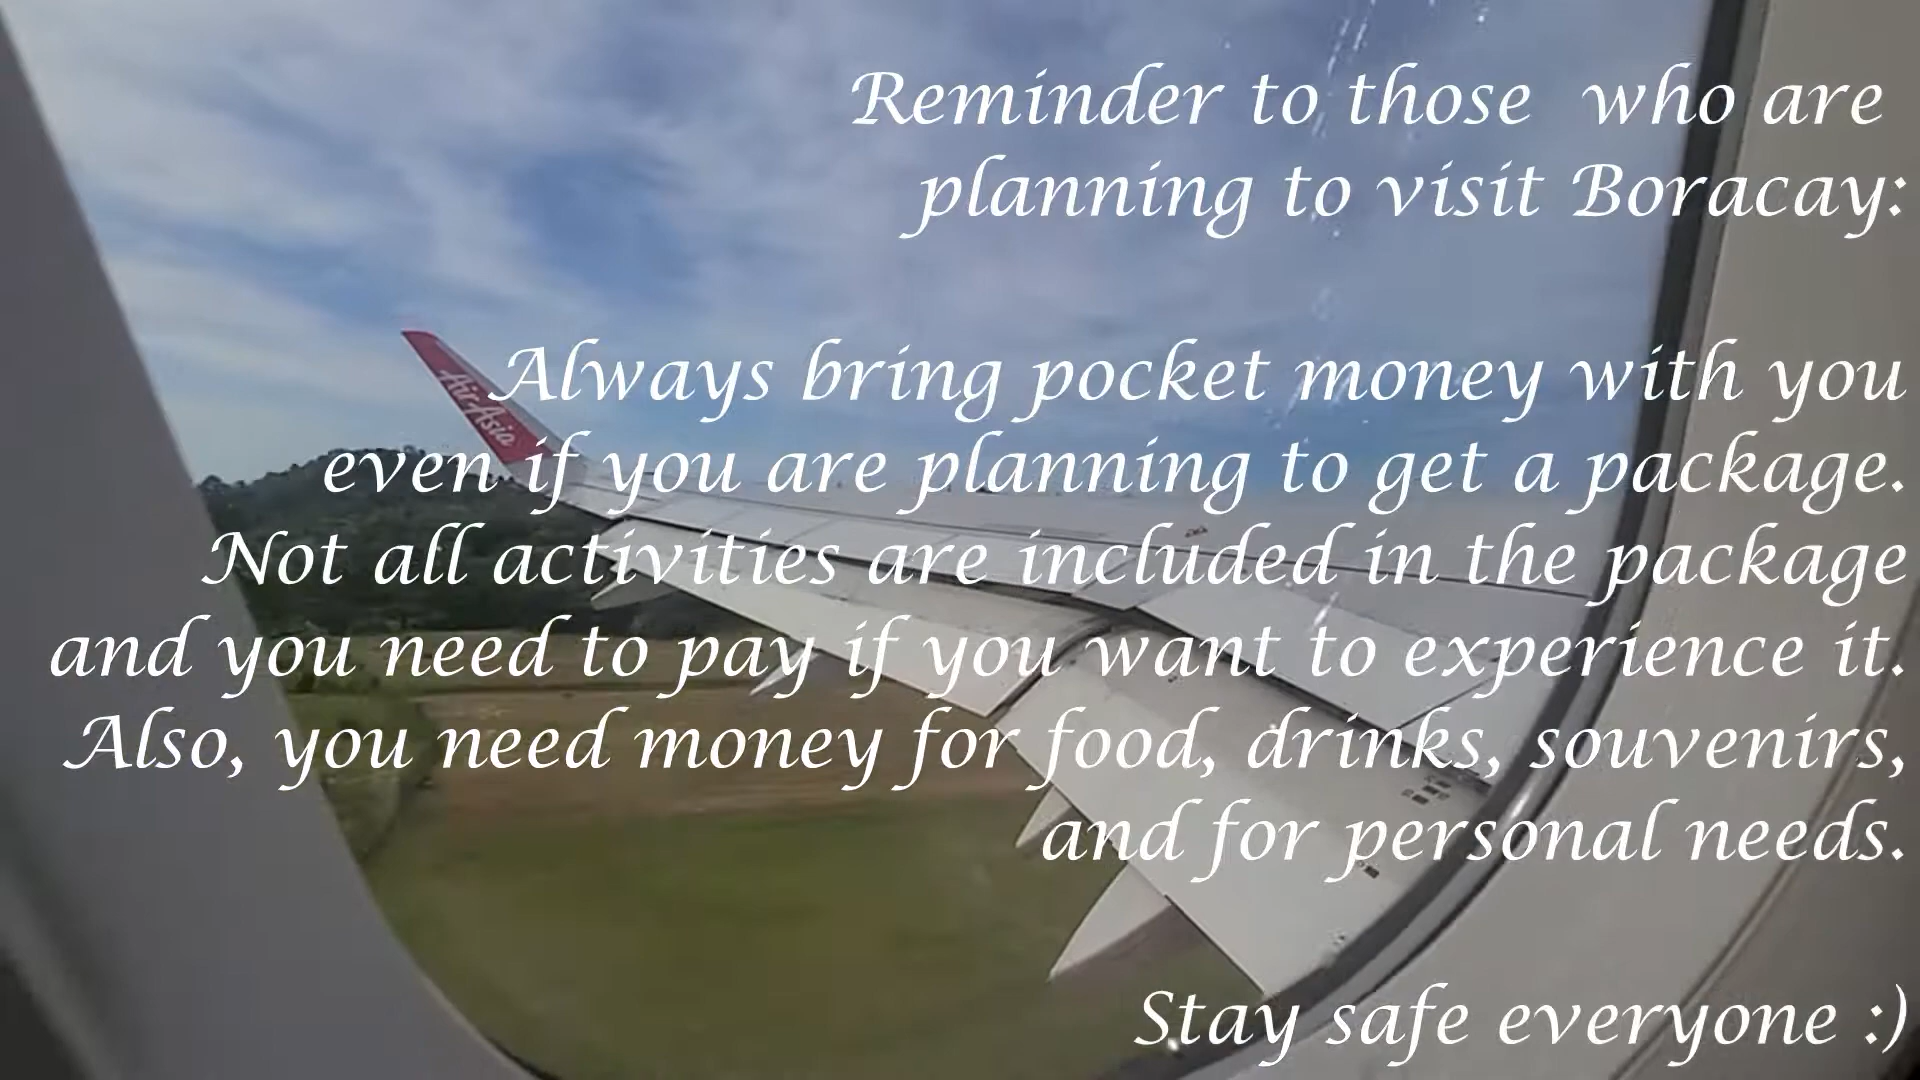 Reminder to those  who are
planning to visit Boracay:
Always bring pocket money with you
even if you are planning to get a package.
Not all activities are included in the package
and you need to pay if you want to experience it.
Also, you need money for food, drinks, souvenirs,
and for personal needs.
Stay safe everyone :)
AirAsia